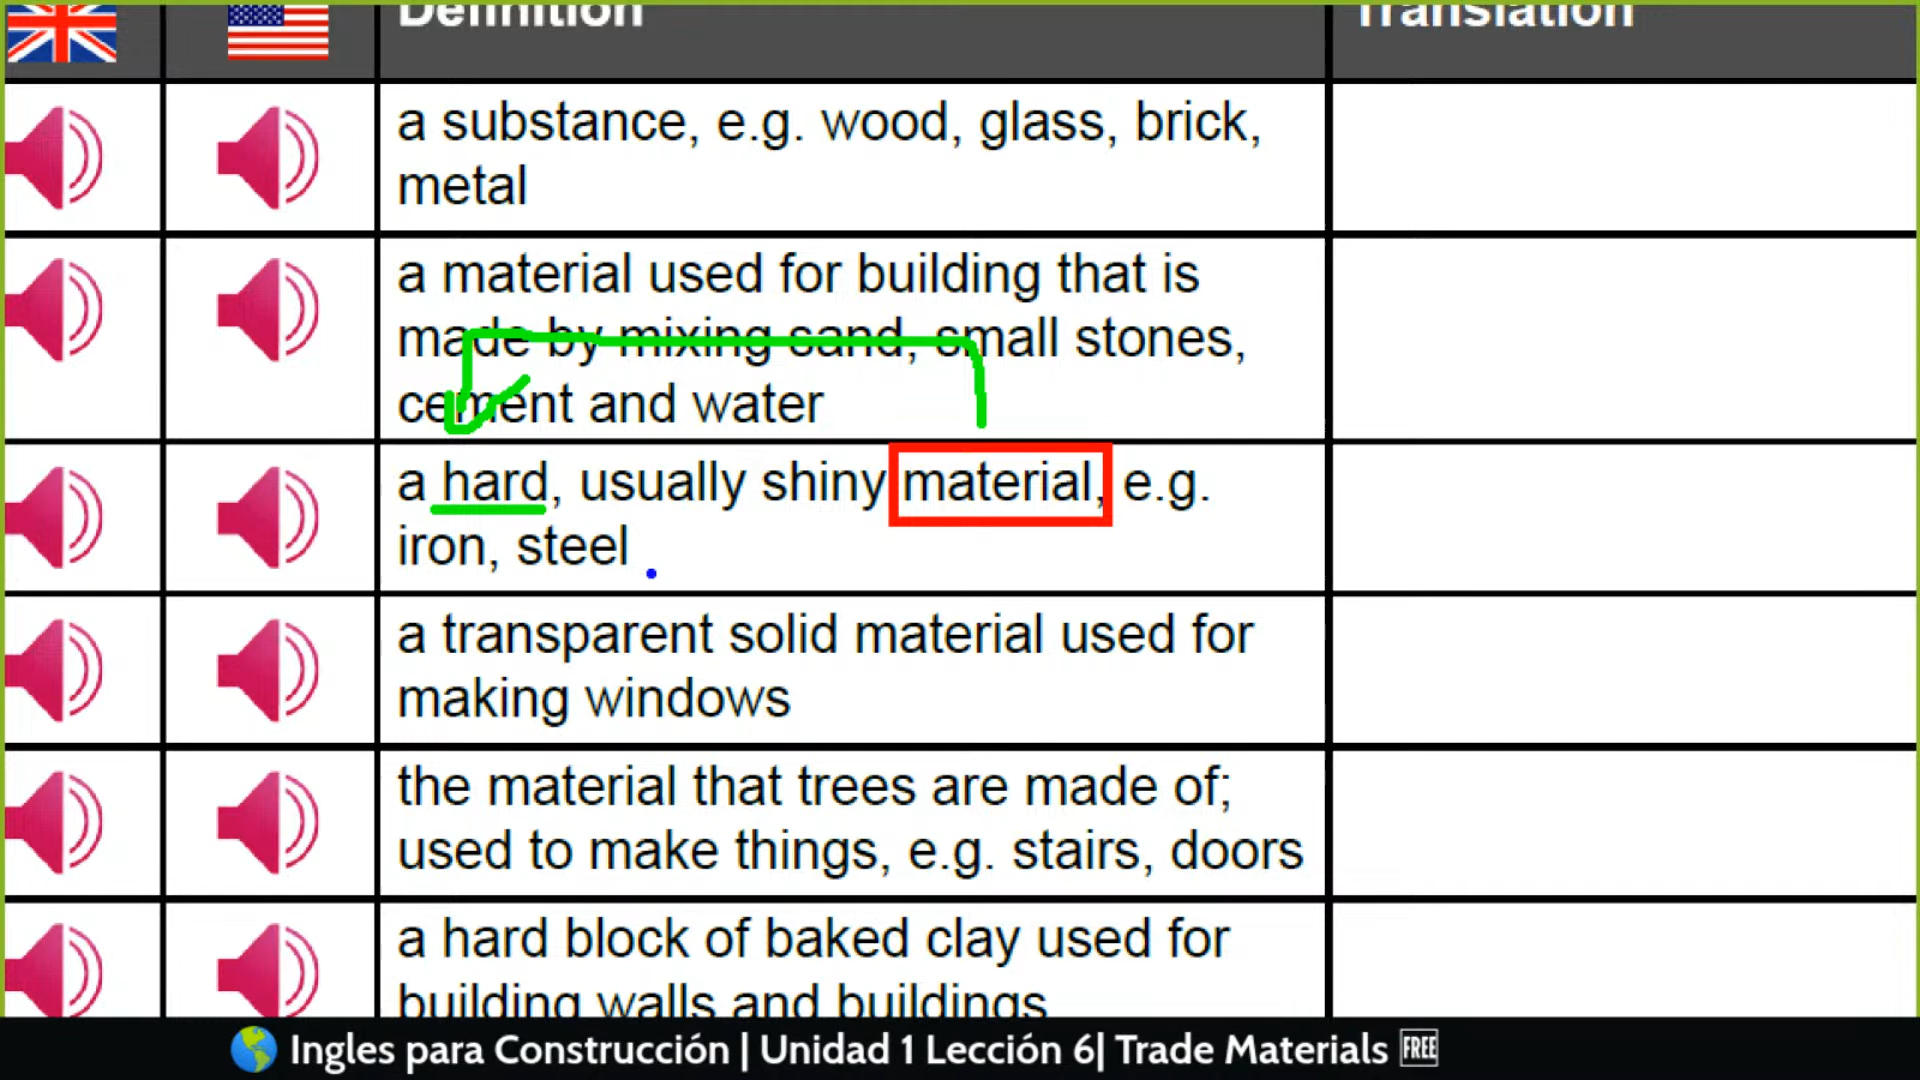 Definition
Translation
a substance, e.g. wood, glass, brick,
metal
a material used for building that is
made by mixing sand, small stones,
cement and water
a hard, usually shiny material, e.g.
iron, steel
a transparent solid material used for
making windows
the material that trees are made of;
used to make things, e.g. stairs, doors
a hard block of baked clay used for
building walls and buildings
Ingles para Construcción | Unidad 1 Lección 6| Trade Materials FREE